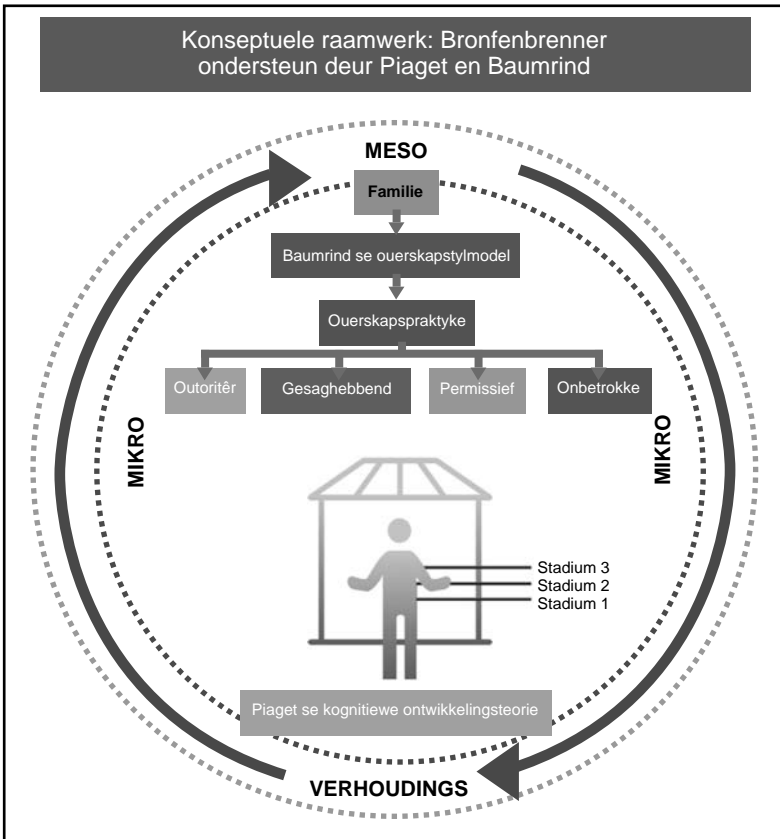 Konseptuele raamwerk: Bronfenbrenner
ondersteun deur Piaget en Baumrind
MESO
Familie
Baumrind se ouerskapstylmodel
Ouerskapspraktyke
Outoritêr
Gesaghebbend
Permissief
Onbetrokke
MIKRO
MIKRO
Stadium 3
Stadium 2
Stadium 1
Piaget se kognitiewe ontwikkelingsteorie
VERHOUDINGS